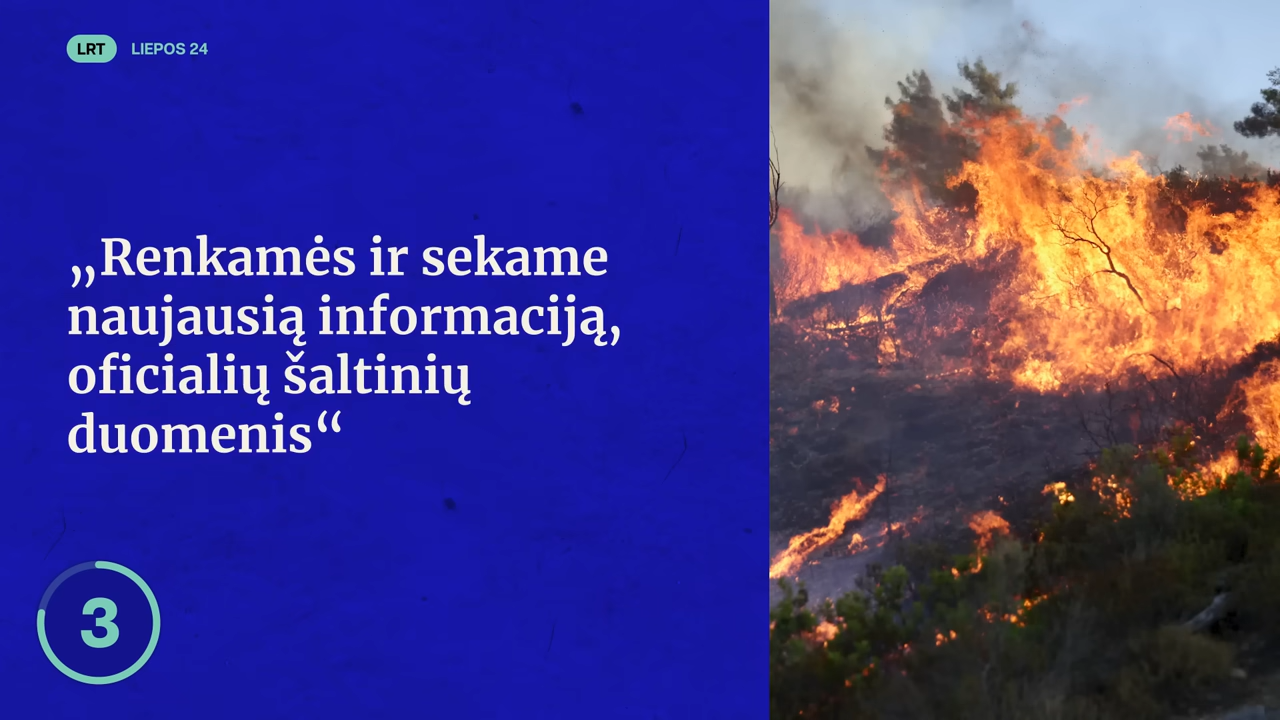 LRT LIEPOS 24
„Renkamės ir sekame
naujausią informaciją,
oficialių šaltinių
duomenis“
3